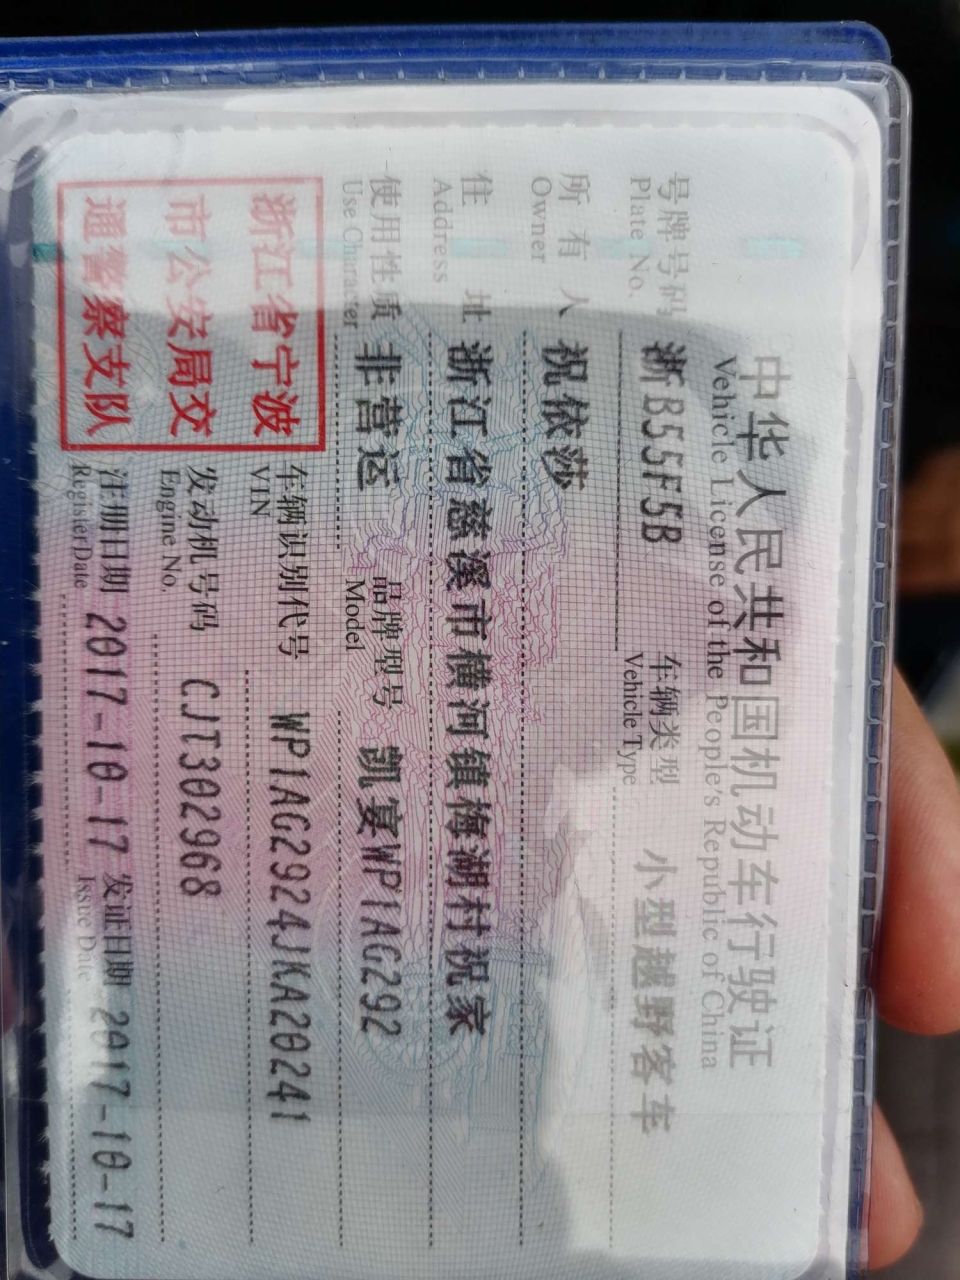 中华人民共和国机动车行驶证
Vehicle License of the People's Republic of China
号牌号码 浙B55F5B 车辆类型 小型越野客车
Plate No. Vehicle Type
所有人 祝依莎
Owner
住址 浙江省慈溪市横河镇梅湖村祝家
Address
使用性质 非营运 品牌型号 凯宴WP1AG292
Use Character Model
浙江省宁波
市公安局交
通警察支队
车辆识别代号 WP1AG2924JKA20241
VIN
发动机号码 CJT302968
Engine No.
注册日期 2017-10-17 发证日期 2017-10-17
Register Date Issue Date